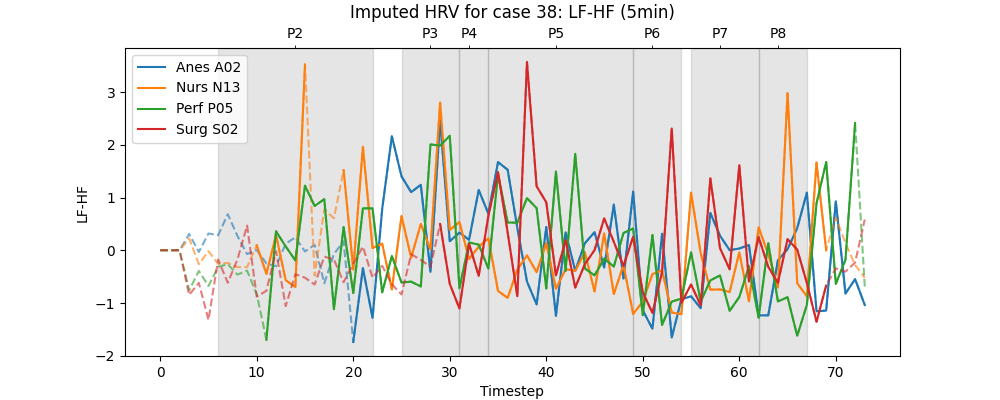 Imputed HRV for case 38: LF-HF (5min)
P2 P3 P4 P5 P6 P7 P8
Anes A02
Nurs N13
Perf P05
Surg S02
LF-HF
3
2
1
0
−1
−2
0 10 20 30 40 50 60 70
Timestep